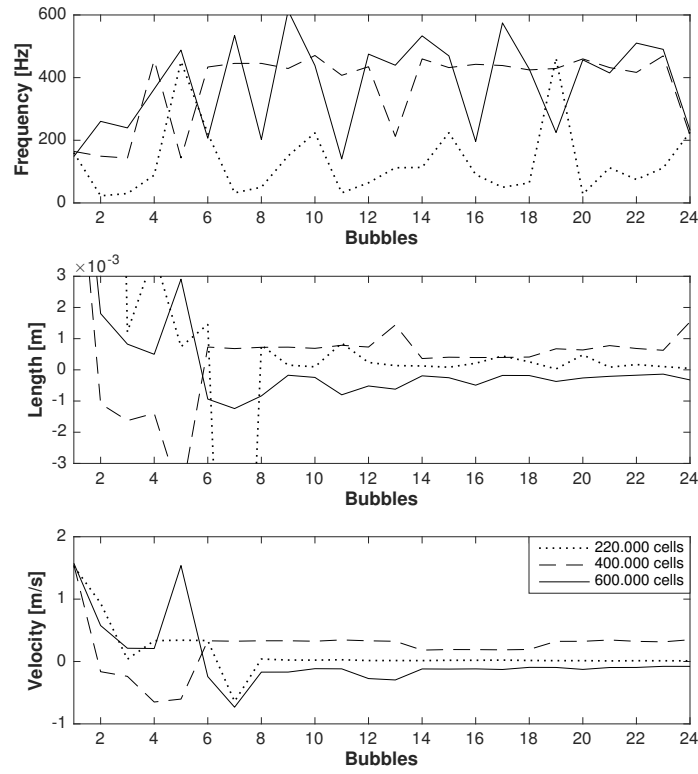 600
400
200
0
Frequency [Hz]
2 4 6 8 10 12 14 16 18 20 22 24
Bubbles
×10⁻³
3
2
1
0
-1
-2
-3
Length [m]
2 4 6 8 10 12 14 16 18 20 22 24
Bubbles
2
1
0
-1
Velocity [m/s]
220.000 cells
400.000 cells
600.000 cells
2 4 6 8 10 12 14 16 18 20 22 24
Bubbles